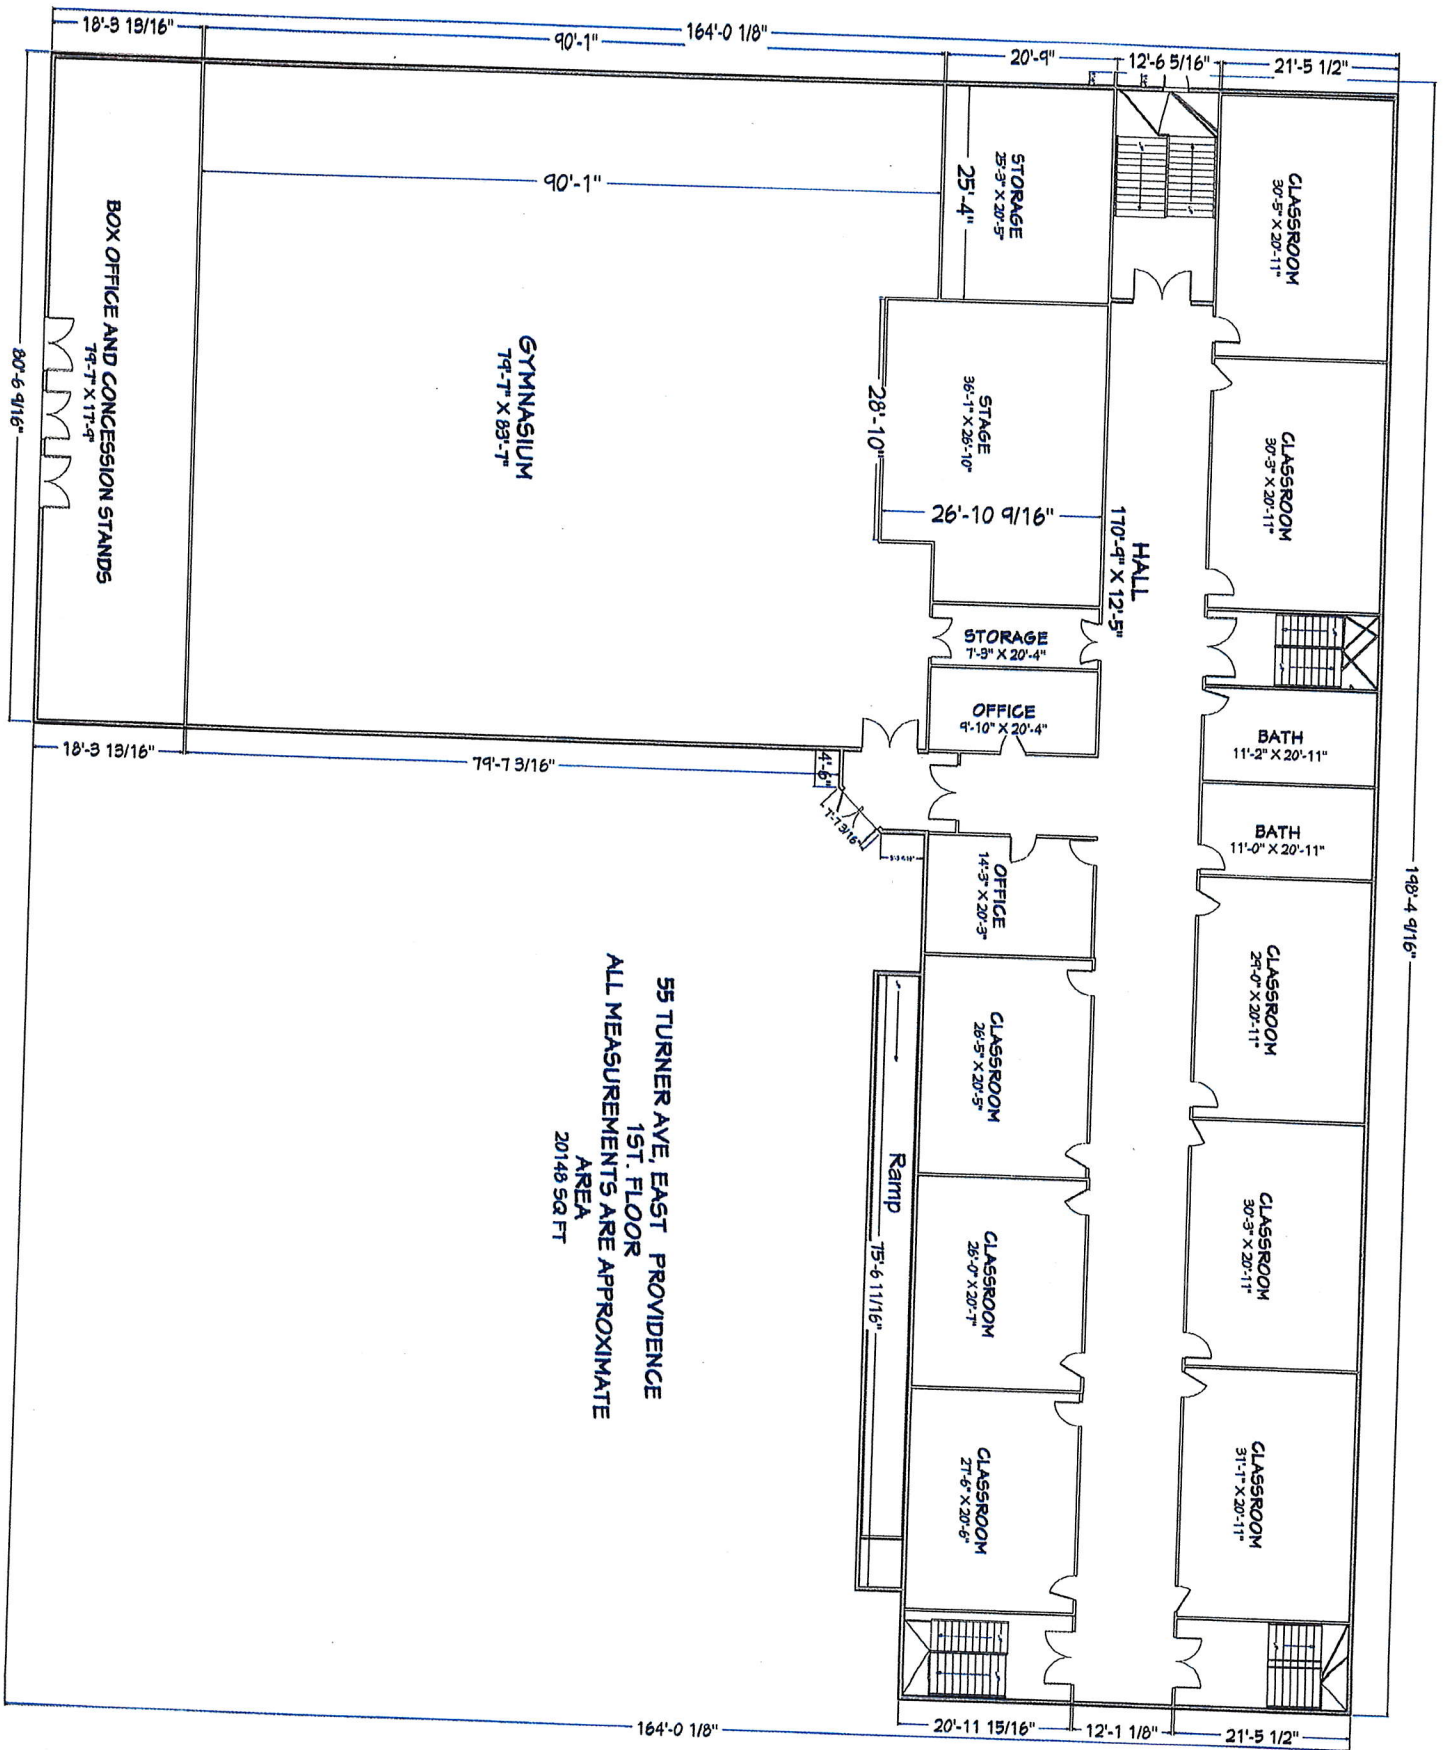 164'-0 1/8"
18'-3 13/16"
90'-1"
20'-9"
12'-6 5/16"
21'-5 1/2"
CLASSROOM
30'-5" X 20'-11"
STORAGE
25'-3" X 20'-5"
25'-4"
90'-1"
BOX OFFICE AND CONCESSION STANDS
79'-7" X 17'-9"
80'-6 9/16"
GYMNASIUM
79'-7" X 83'-7"
STAGE
36'-1" X 26'-10"
28'-10"
26'-10 9/16"
HALL
170'-9" X 12'-5"
CLASSROOM
30'-3" X 20'-11"
STORAGE
7'-3" X 20'-4"
OFFICE
9'-10" X 20'-4"
BATH
11'-2" X 20'-11"
BATH
11'-0" X 20'-11"
18'-3 13/16"
79'-7 3/16"
4'-6"
7'-7 3/16"
OFFICE
14'-3" X 20'-3"
198'-4 9/16"
CLASSROOM
29'-0" X 20'-11"
CLASSROOM
26'-5" X 20'-5"
CLASSROOM
30'-3" X 20'-11"
CLASSROOM
26'-0" X 20'-7"
Ramp
75'-6 11/16"
CLASSROOM
31'-1" X 20'-11"
CLASSROOM
27'-6" X 20'-6"
55 TURNER AVE, EAST PROVIDENCE
1ST. FLOOR
ALL MEASUREMENTS ARE APPROXIMATE
AREA
20148 SQ FT
164'-0 1/8"
20'-11 15/16"
12'-1 1/8"
21'-5 1/2"